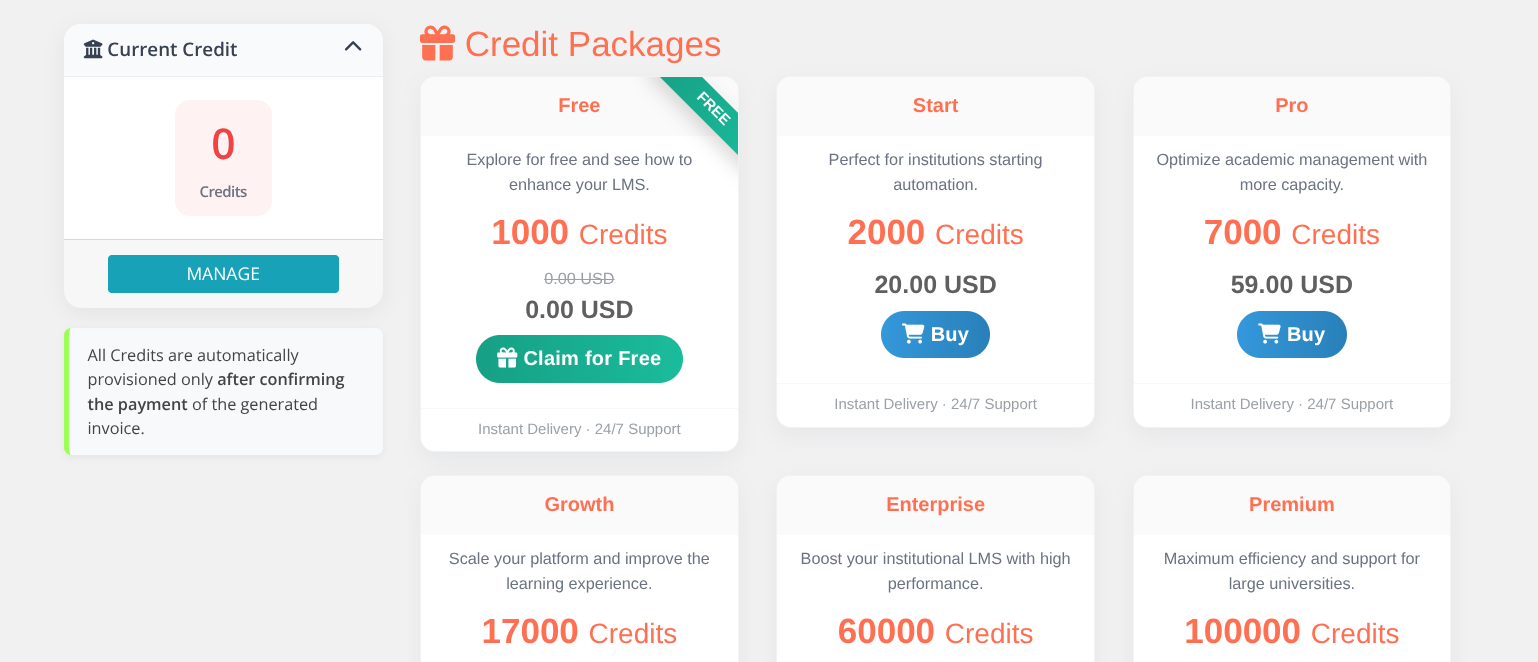 Current Credit
0
Credits
MANAGE
All Credits are automatically
provisioned only after confirming
the payment of the generated
invoice.
Credit Packages
Free
FREE
Explore for free and see how to
enhance your LMS.
1000 Credits
0.00 USD
0.00 USD
Claim for Free
Instant Delivery · 24/7 Support
Start
Perfect for institutions starting
automation.
2000 Credits
20.00 USD
Buy
Instant Delivery · 24/7 Support
Pro
Optimize academic management with
more capacity.
7000 Credits
59.00 USD
Buy
Instant Delivery · 24/7 Support
Growth
Scale your platform and improve the
learning experience.
17000 Credits
Enterprise
Boost your institutional LMS with high
performance.
60000 Credits
Premium
Maximum efficiency and support for
large universities.
100000 Credits